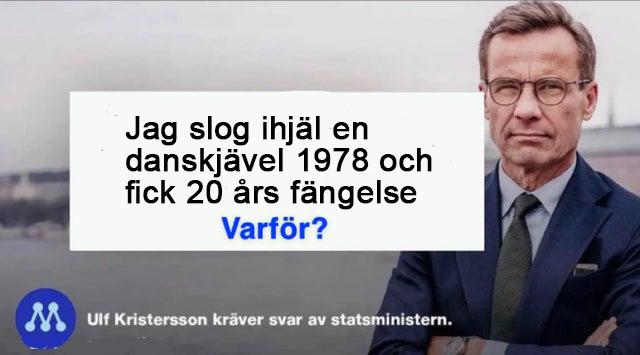 Jag slog ihjäl en
danskjävel 1978 och
fick 20 års fängelse
Varför?
M
Ulf Kristersson kräver svar av statsministern.